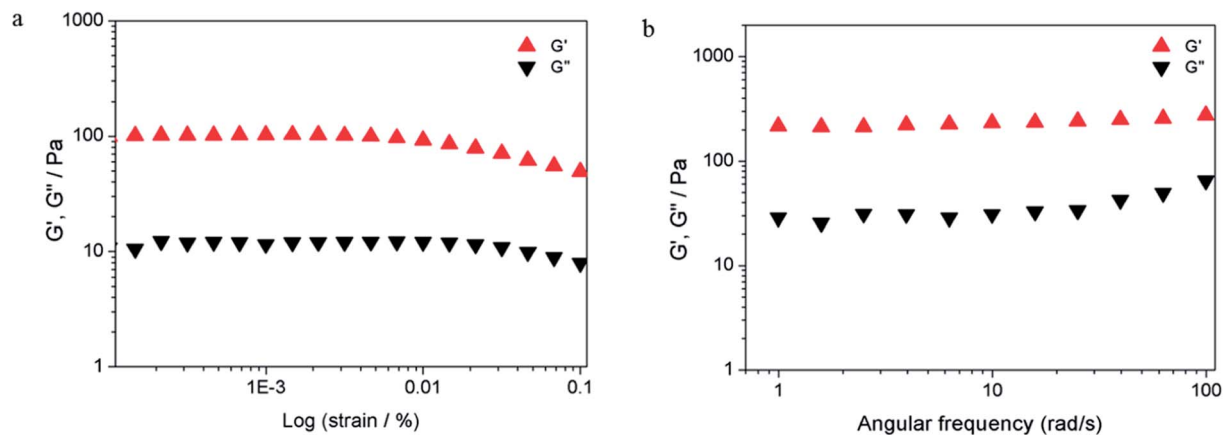 a
1000
100
10
1
G', G'' / Pa
G'
G''
1E-3
0.01
0.1
Log (strain / %)
b
1000
100
10
1
G', G'' / Pa
G'
G''
1
10
100
Angular frequency (rad/s)